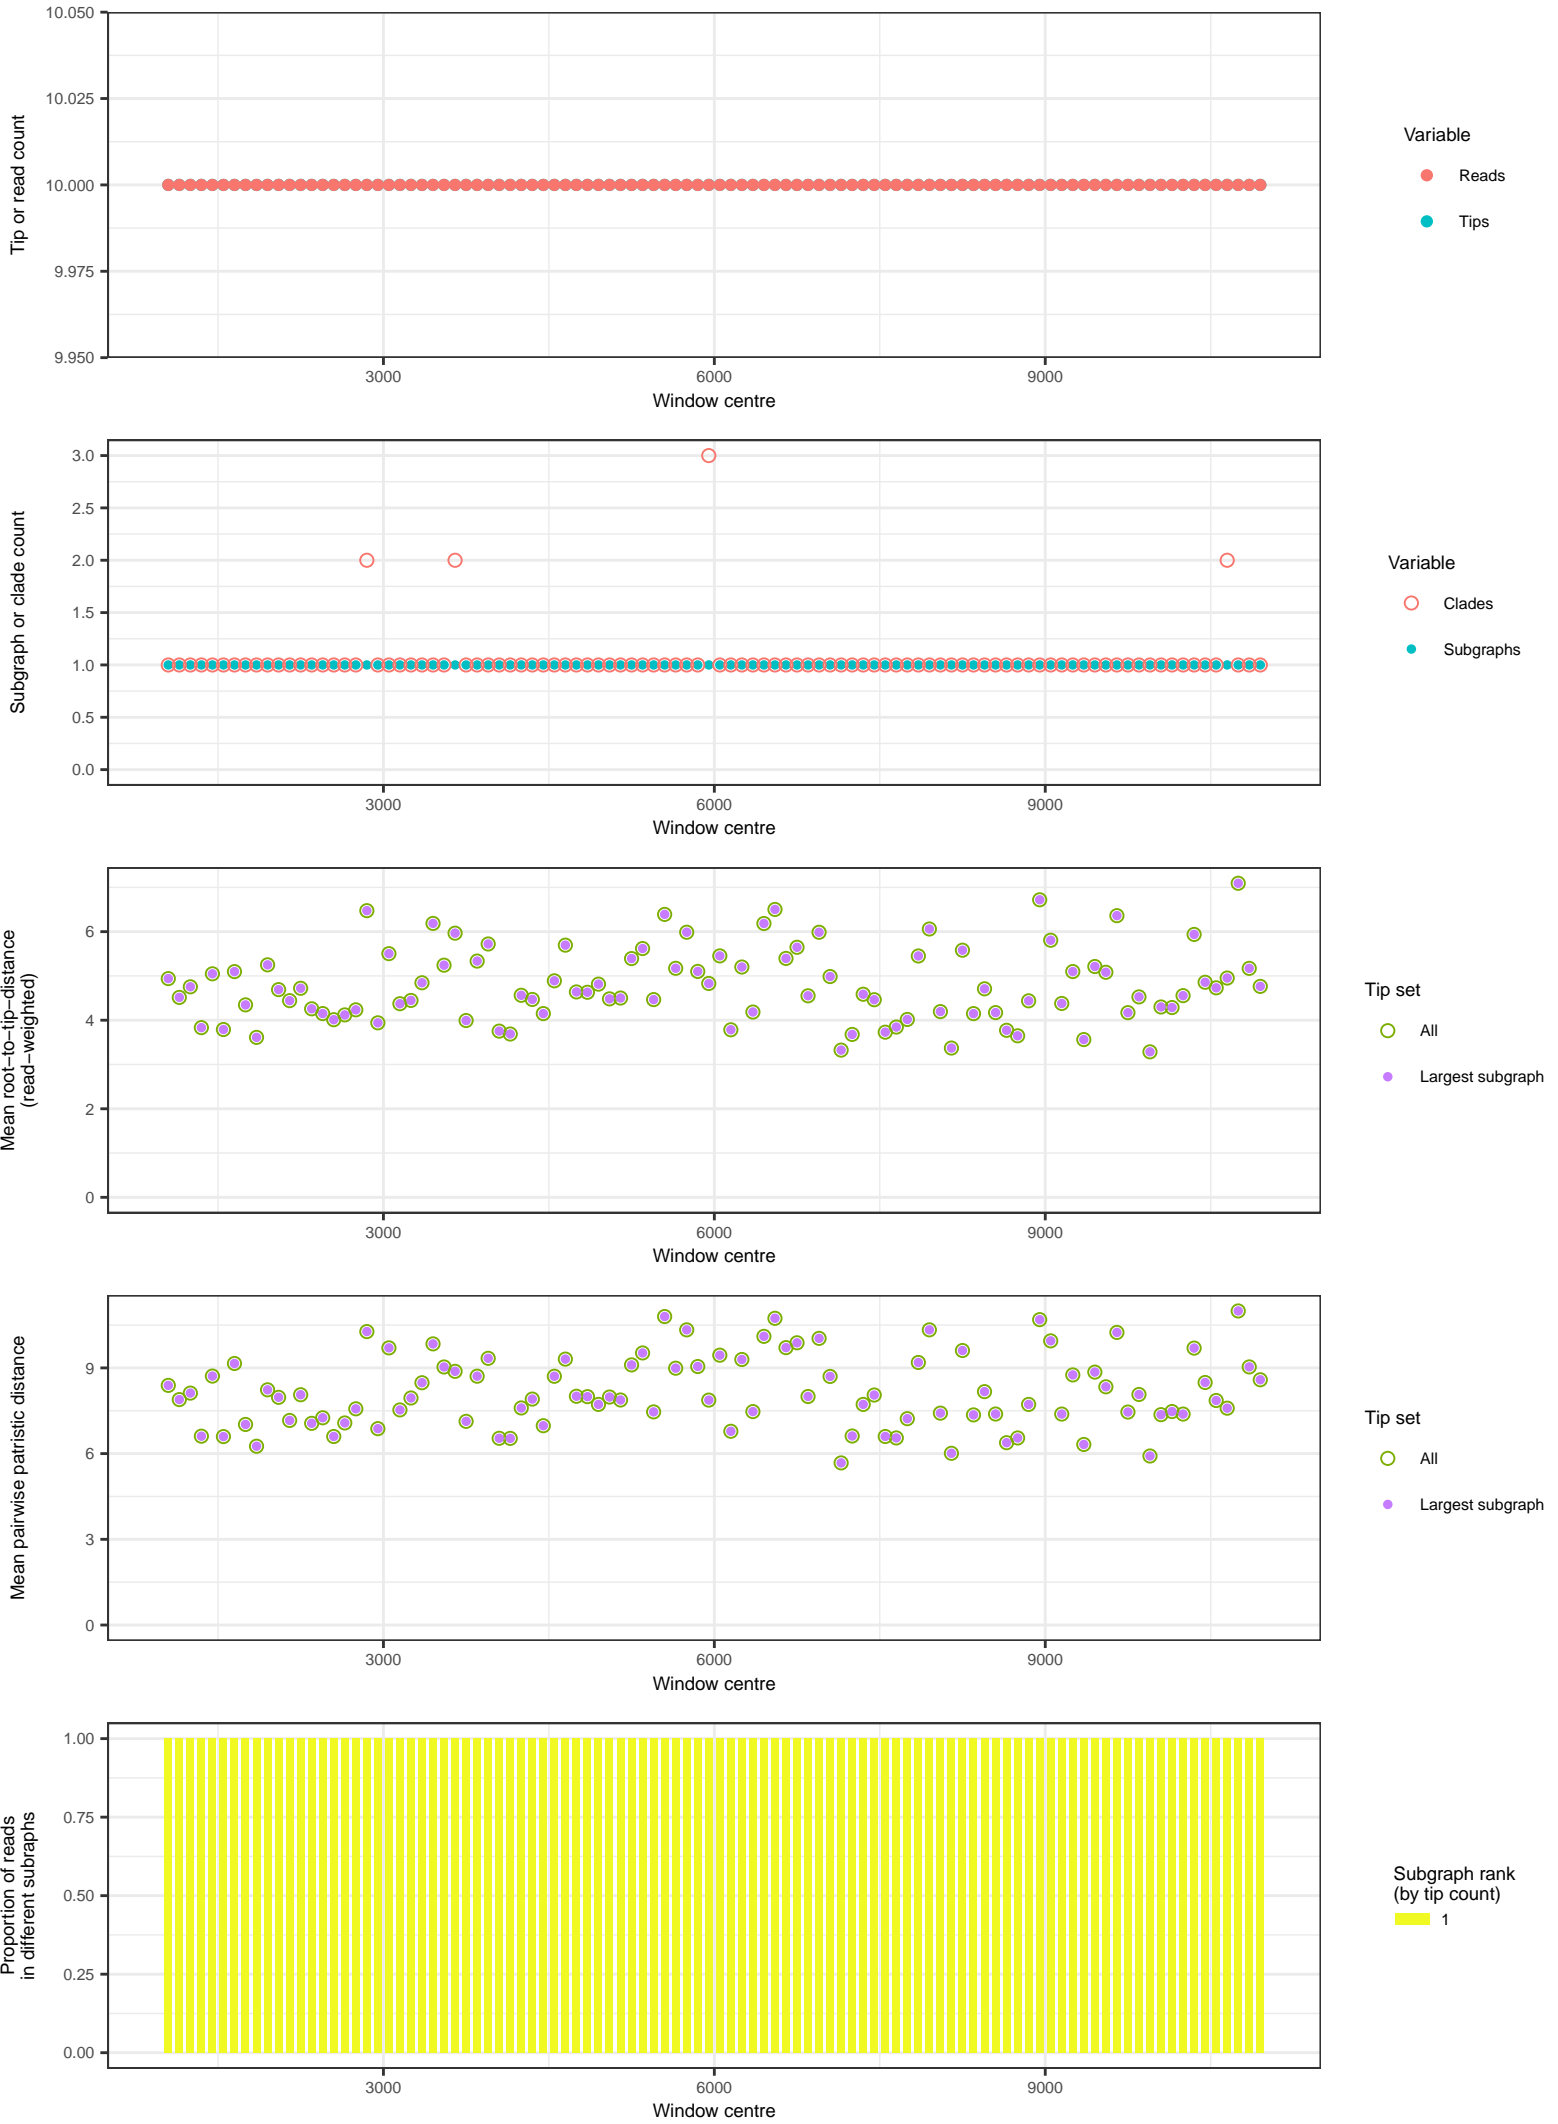 10.050
10.025
10.000
9.975
9.950
Tip or read count
3000 6000 9000
Window centre
Variable
Reads
Tips
3.0
2.5
2.0
1.5
1.0
0.5
0.0
Subgraph or clade count
3000 6000 9000
Window centre
Variable
Clades
Subgraphs
6
4
2
0
Mean root−to−tip−distance
(read−weighted)
3000 6000 9000
Window centre
Tip set
All
Largest subgraph
9
6
3
0
Mean pairwise patristic distance
3000 6000 9000
Window centre
Tip set
All
Largest subgraph
1.00
0.75
0.50
0.25
0.00
Proportion of reads
in different subraphs
3000 6000 9000
Window centre
Subgraph rank
(by tip count)
1